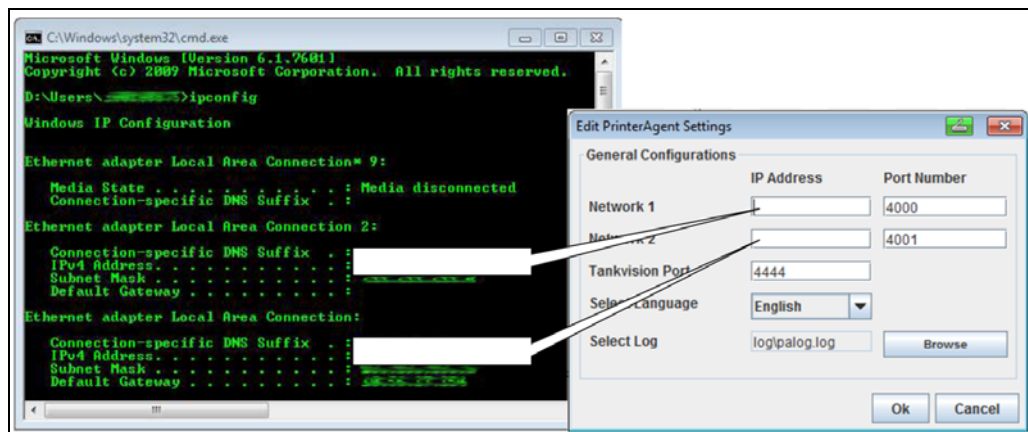 C:\Windows\system32\cmd.exe
Microsoft Windows [Version 6.1.7601]
Copyright (c) 2009 Microsoft Corporation. All rights reserved.
D:\Users\ >ipconfig
Windows IP Configuration
Ethernet adapter Local Area Connection* 9:
Media State . . . . . . . . . . . : Media disconnected
Connection-specific DNS Suffix . :
Ethernet adapter Local Area Connection 2:
Connection-specific DNS Suffix . :
IPv4 Address. . . . . . . . . . . :
Subnet Mask . . . . . . . . . . . :
Default Gateway . . . . . . . . . :
Ethernet adapter Local Area Connection:
Connection-specific DNS Suffix . :
IPv4 Address. . . . . . . . . . . :
Subnet Mask . . . . . . . . . . . :
Default Gateway . . . . . . . . . :
Edit PrinterAgent Settings
General Configurations
IP Address Port Number
Network 1 4000
Network 2 4001
Tankvision Port 4444
Select Language English
Select Log log\palog.log Browse
Ok Cancel